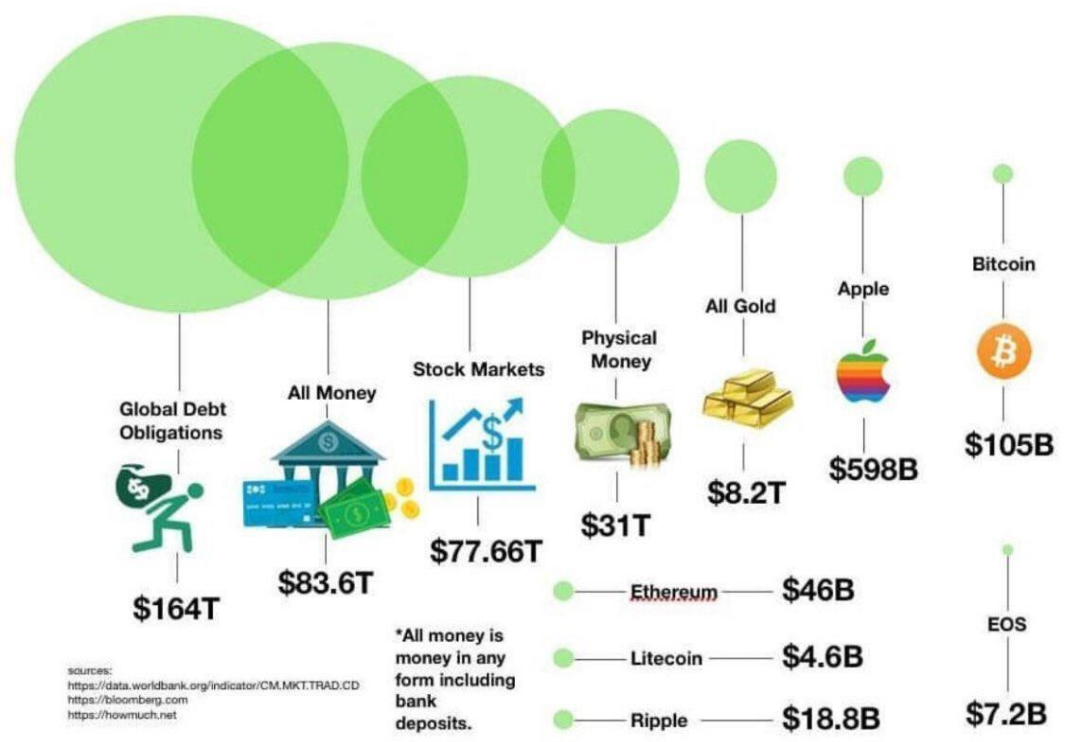 Global Debt
Obligations
$164T
All Money
$83.6T
Stock Markets
$77.66T
Physical
Money
$31T
All Gold
$8.2T
Apple
$598B
Bitcoin
$105B
Ethereum
$46B
Litecoin
$4.6B
Ripple
$18.8B
EOS
$7.2B
*All money is
money in any
form including
bank
deposits.
sources:
https://data.worldbank.org/indicator/CM.MKT.TRAD.CD
https://bloomberg.com
https://howmuch.net